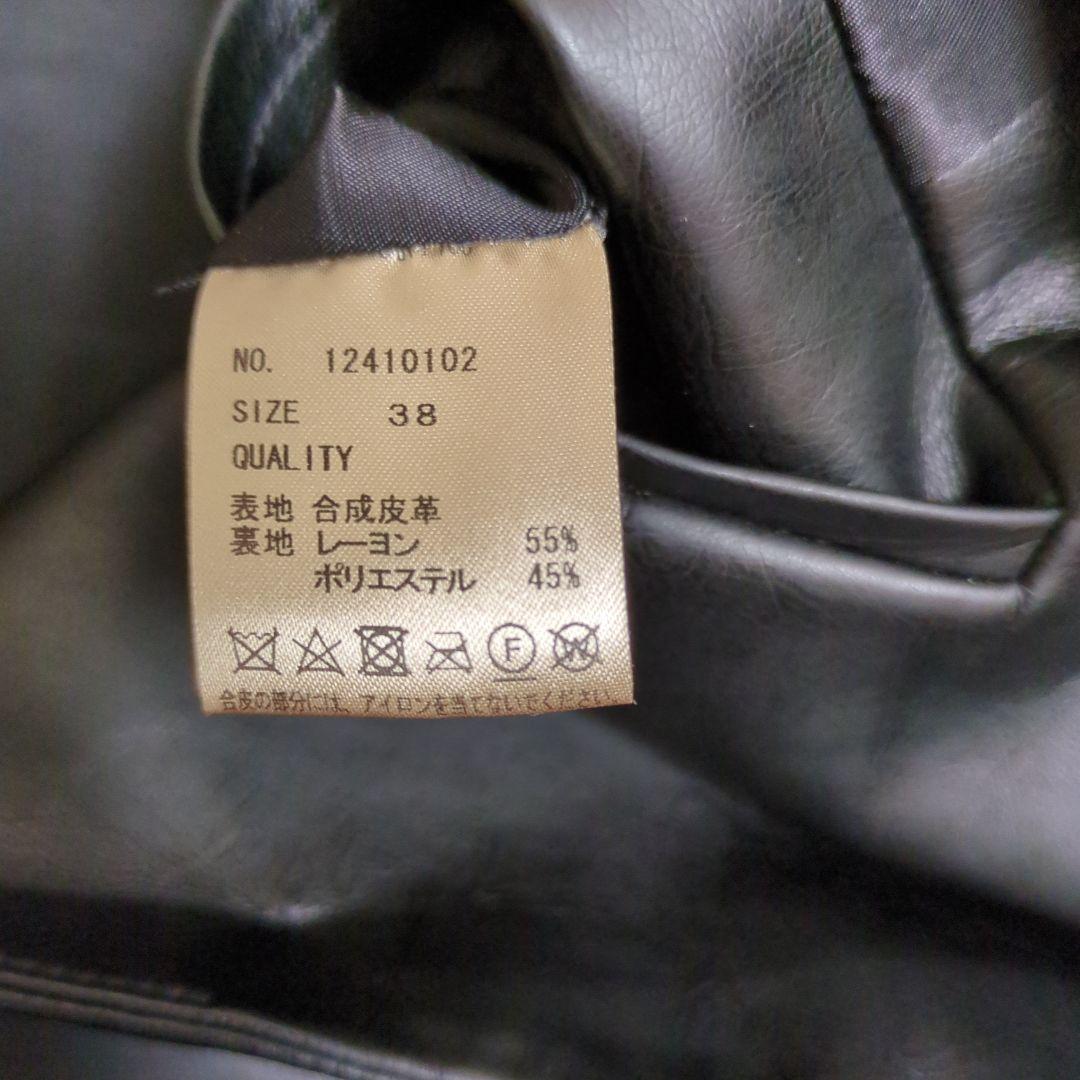 NO. 12410102
SIZE 38
QUALITY
表地 合成皮革
裏地 レーヨン 55%
ポリエステル 45%
F W
合皮の部分には、アイロンを当てないでください